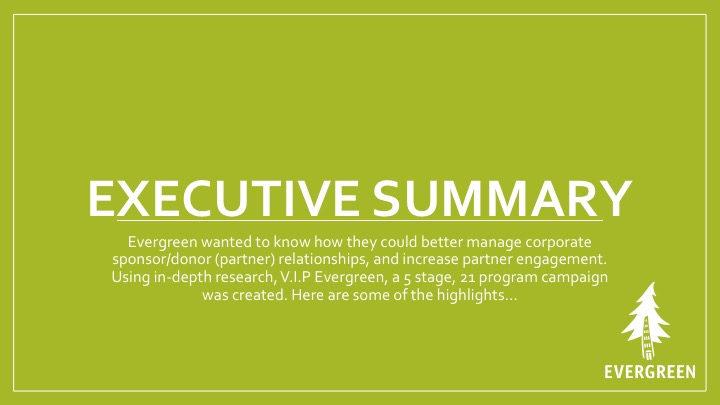 EXECUTIVE SUMMARY
Evergreen wanted to know how they could better manage corporate
sponsor/donor (partner) relationships, and increase partner engagement.
Using in-depth research, V.I.P Evergreen, a 5 stage, 21 program campaign
was created. Here are some of the highlights...
EVERGREEN